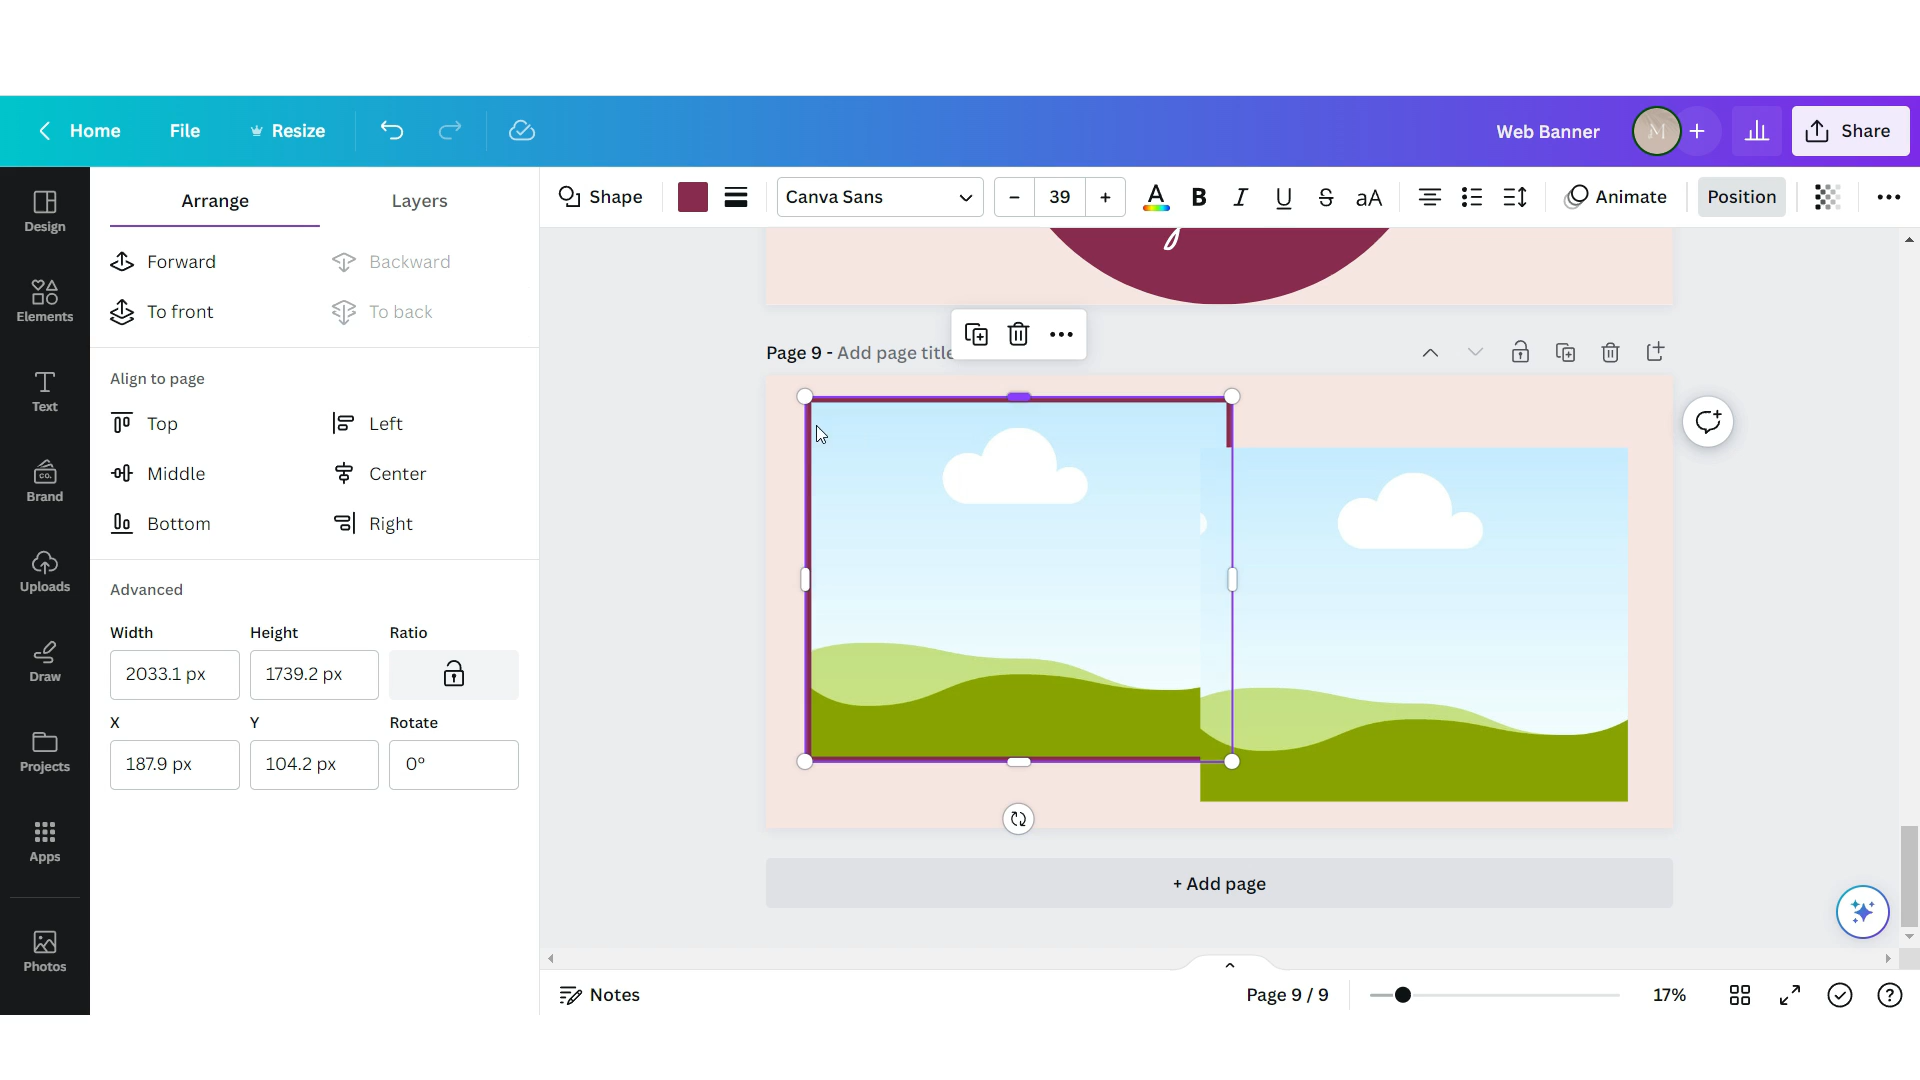 Home File Resize Web Banner M Share
Design
Elements
Text
CO.
Brand
Uploads
Draw
Projects
Apps
Photos
Arrange Layers
Forward Backward
To front To back
Align to page
Top Left
Middle Center
Bottom Right
Advanced
Width Height Ratio
2033.1 px 1739.2 px
X Y Rotate
187.9 px 104.2 px 0°
Shape Canva Sans - 39 + A B I U S aA Animate Position
Page 9 - Add page title
+ Add page
Notes Page 9 / 9 17%